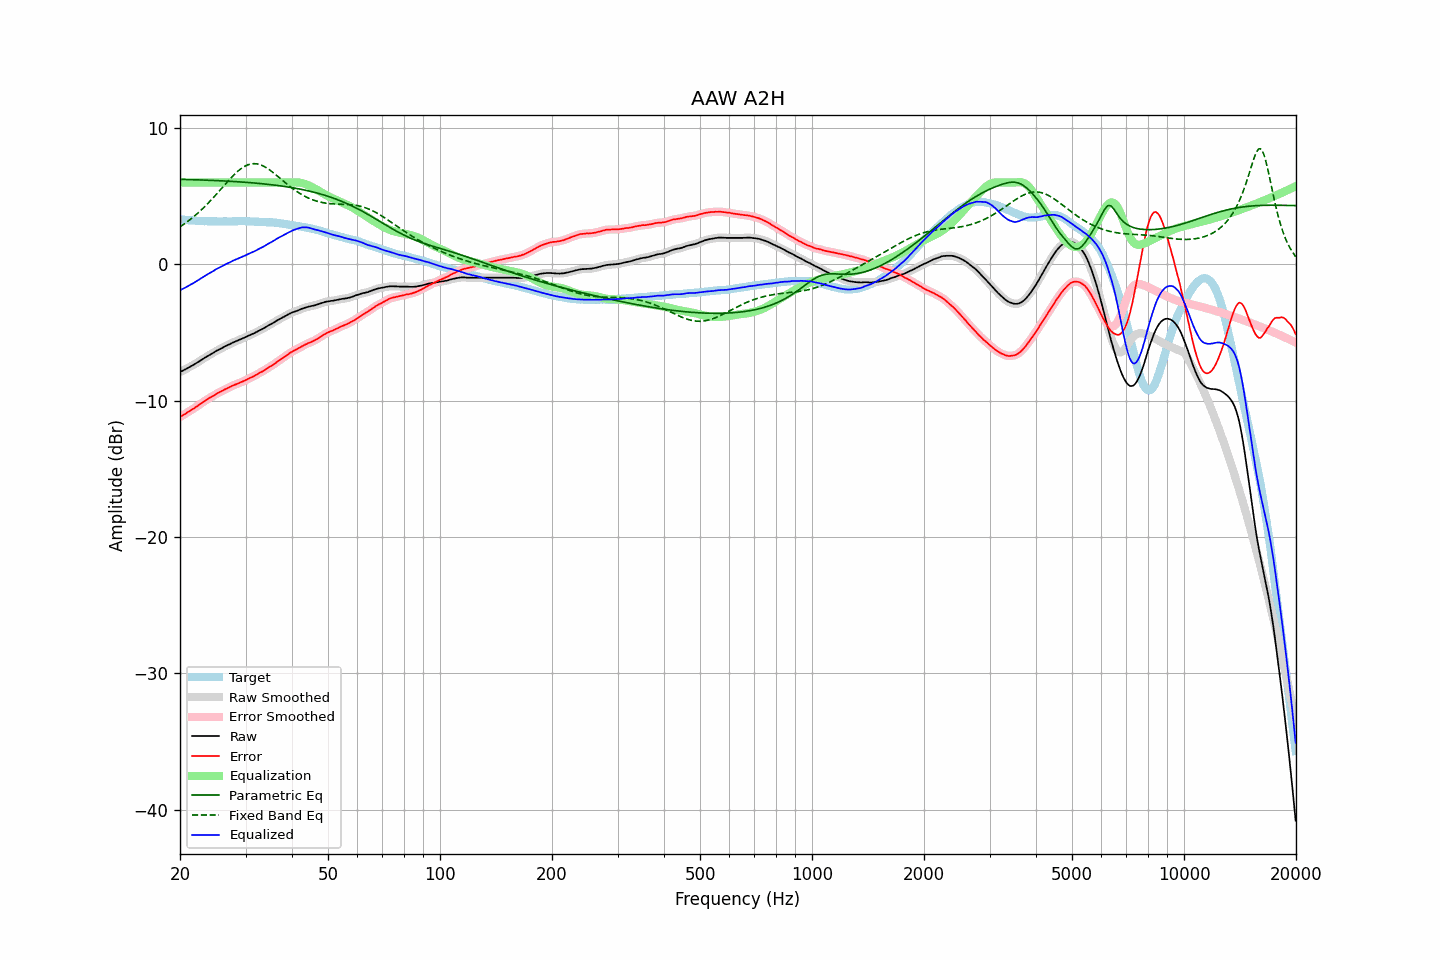 AAW A2H
Amplitude (dBr)
10
0
−10
−20
−30
−40
Target
Raw Smoothed
Error Smoothed
Raw
Error
Equalization
Parametric Eq
Fixed Band Eq
Equalized
20 50 100 200 500 1000 2000 5000 10000 20000
Frequency (Hz)